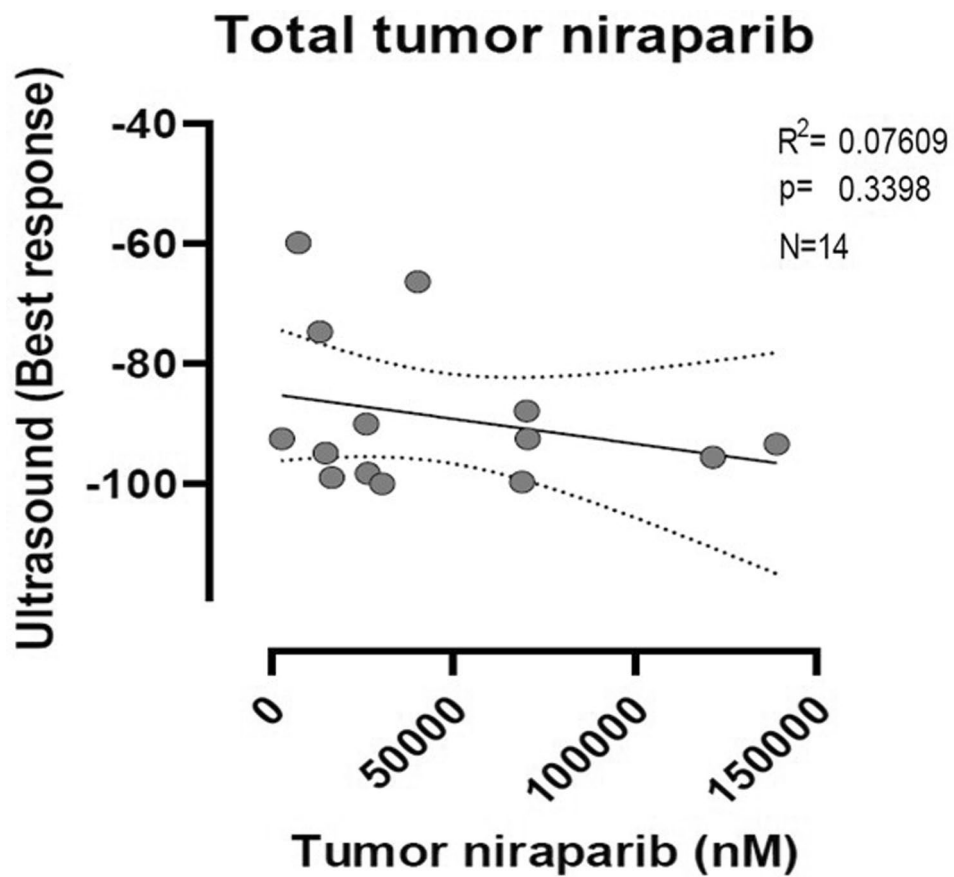 Total tumor niraparib
Ultrasound (Best response)
-40
-60
-80
-100
R²= 0.07609
p= 0.3398
N=14
0
50000
100000
150000
Tumor niraparib (nM)